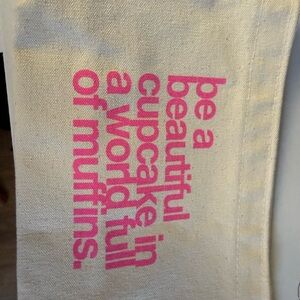 be a
beautiful
cupcake in
a world full
of muffins.